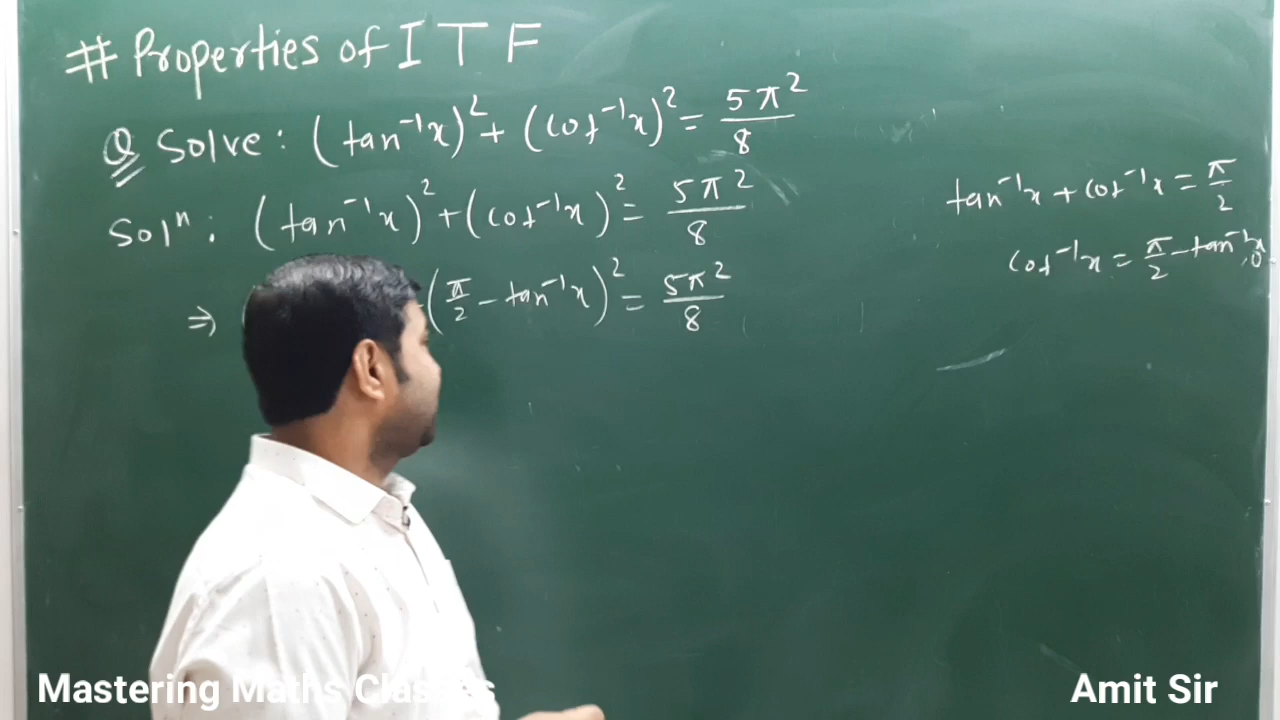 # Properties of I T F
Q Solve: (tan⁻¹x)² + (cot⁻¹x)² = 5π²/8
Solⁿ: (tan⁻¹x)² + (cot⁻¹x)² = 5π²/8
⇒ ( (π/2 - tan⁻¹x)² = 5π²/8
tan⁻¹x + cot⁻¹x = π/2
cot⁻¹x = π/2 - tan⁻¹x
Mastering Maths Classes
Amit Sir